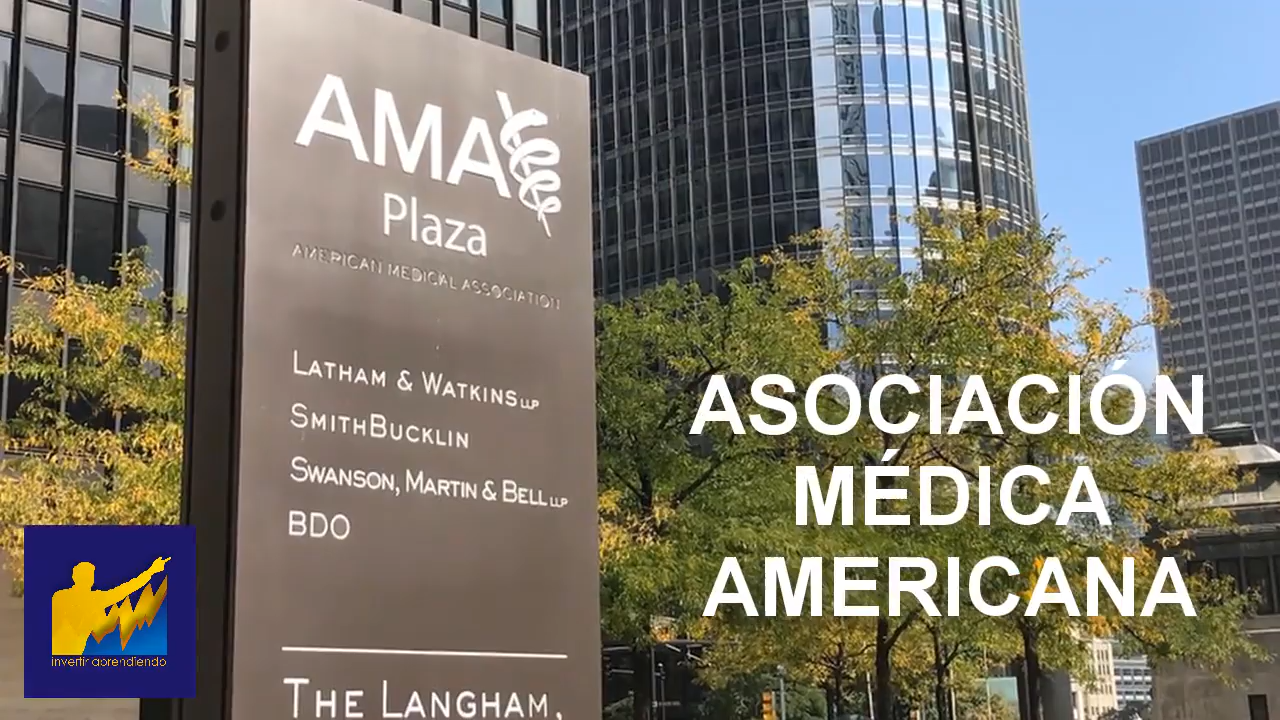 AMA
Plaza
AMERICAN MEDICAL ASSOCIATION
LATHAM & WATKINS LLP
SMITHBUCKLIN
SWANSON, MARTIN & BELL LLP
BDO
THE LANGHAM,
ASOCIACIÓN
MÉDICA
AMERICANA
invertir aprendiendo